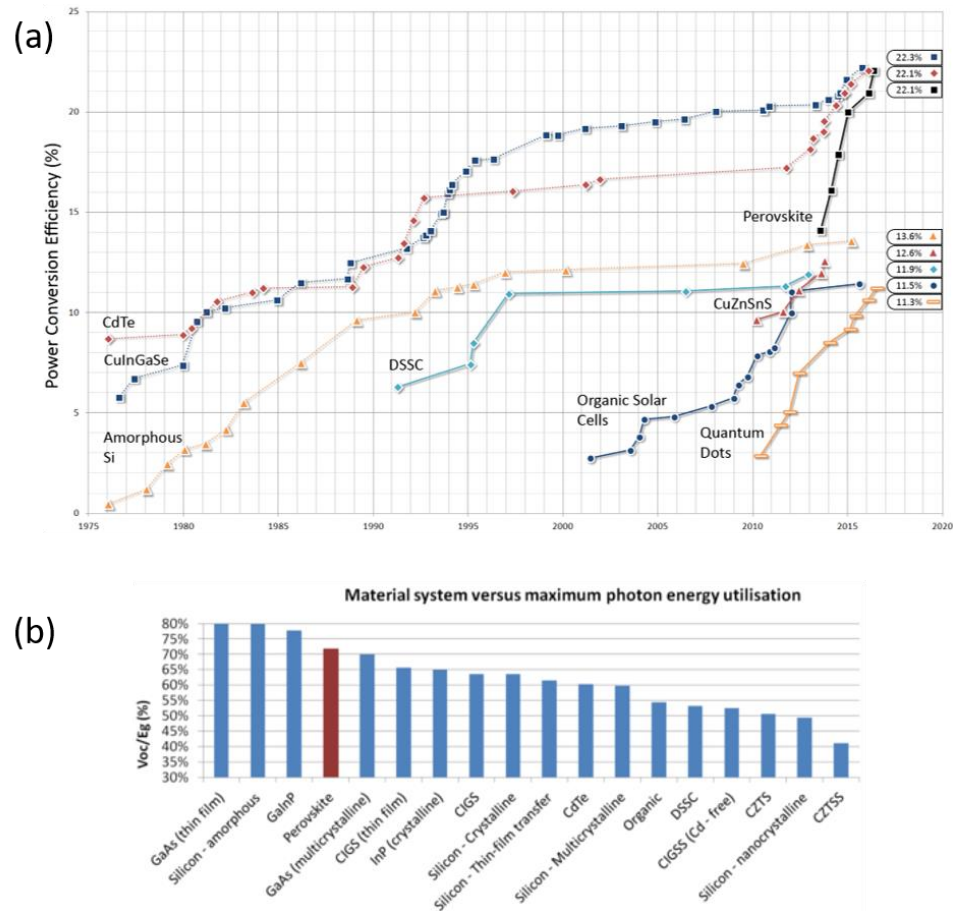 (a)
25
20
15
10
5
0
Power Conversion Efficiency (%)
22.3%
22.1%
22.1%
Perovskite
13.6%
12.6%
11.9%
11.5%
11.3%
CdTe
CuInGaSe
Amorphous
Si
DSSC
CuZnSnS
Organic Solar
Cells
Quantum
Dots
1975 1980 1985 1990 1995 2000 2005 2010 2015 2020
(b)
Material system versus maximum photon energy utilisation
Voc/Eg (%)
80%
75%
70%
65%
60%
55%
50%
45%
40%
35%
30%
GaAs (thin film)
Silicon - amorphous
GaInP
Perovskite
GaAs (multicrystalline)
CIGS (thin film)
InP (crystalline)
CIGS
Silicon - Crystalline
Silicon - Thin-film transfer
CdTe
Silicon - Multicrystalline
Organic
DSSC
CIGSS (Cd - free)
CZTS
Silicon - nanocrystalline
CZTSS